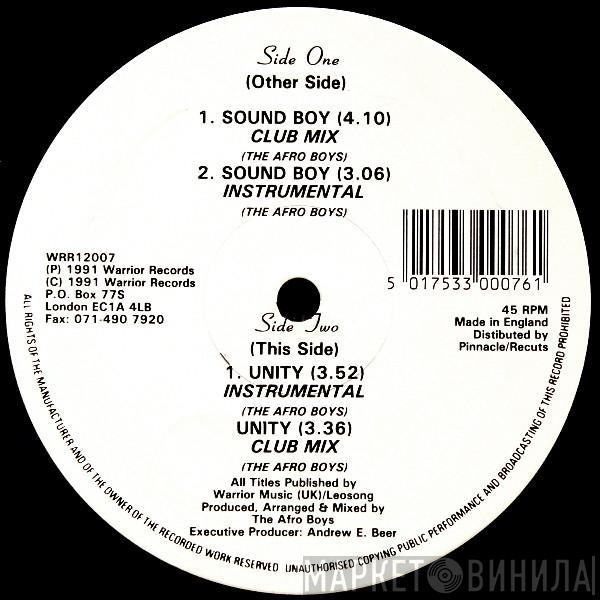 Side One
(Other Side)
1. SOUND BOY (4.10)
CLUB MIX
(THE AFRO BOYS)
2. SOUND BOY (3.06)
INSTRUMENTAL
(THE AFRO BOYS)
WRR12007
(P) 1991 Warrior Records
(C) 1991 Warrior Records
P.O. Box 77S
London EC1A 4LB
Fax: 071-490 7920
5 017533 000761
45 RPM
Made in England
Distibuted by
Pinnacle/Recuts
Side Two
(This Side)
1. UNITY (3.52)
INSTRUMENTAL
(THE AFRO BOYS)
UNITY (3.36)
CLUB MIX
(THE AFRO BOYS)
All Titles Published by
Warrior Music (UK)/Leosong
Produced, Arranged & Mixed by
The Afro Boys
Executive Producer: Andrew E. Beer
ALL RIGHTS OF THE MANUFACTURER AND OF THE OWNER OF THE RECORDED WORK RESERVED UNAUTHORISED COPYING PUBLIC PERFORMANCE AND BROADCASTING OF THIS RECORD PROHIBITED
МАРКЕТ ВИНИЛА